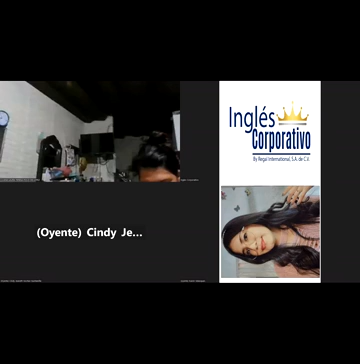 Inglés
Corporativo
By Regal International, S.A. de C.V.
(Oyente) Cindy Je...